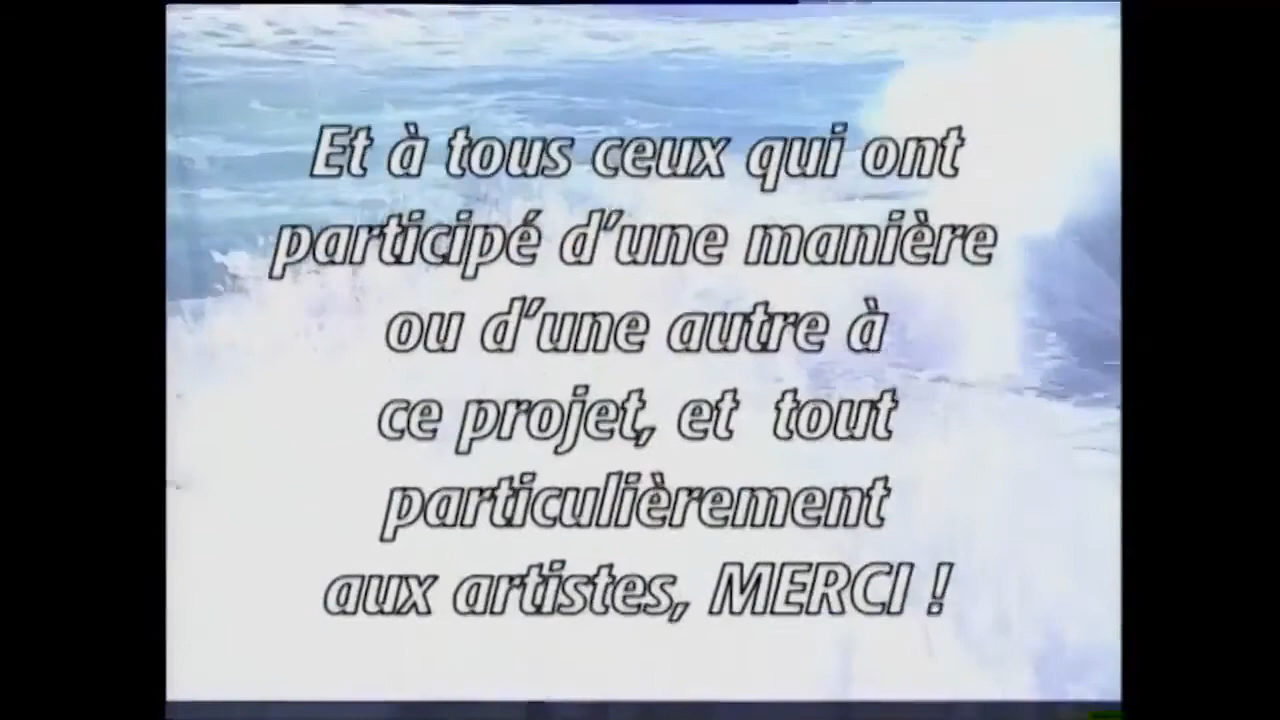 Et à tous ceux qui ont
participé d'une manière
ou d'une autre à
ce projet, et  tout
particulièrement
aux artistes, MERCI !